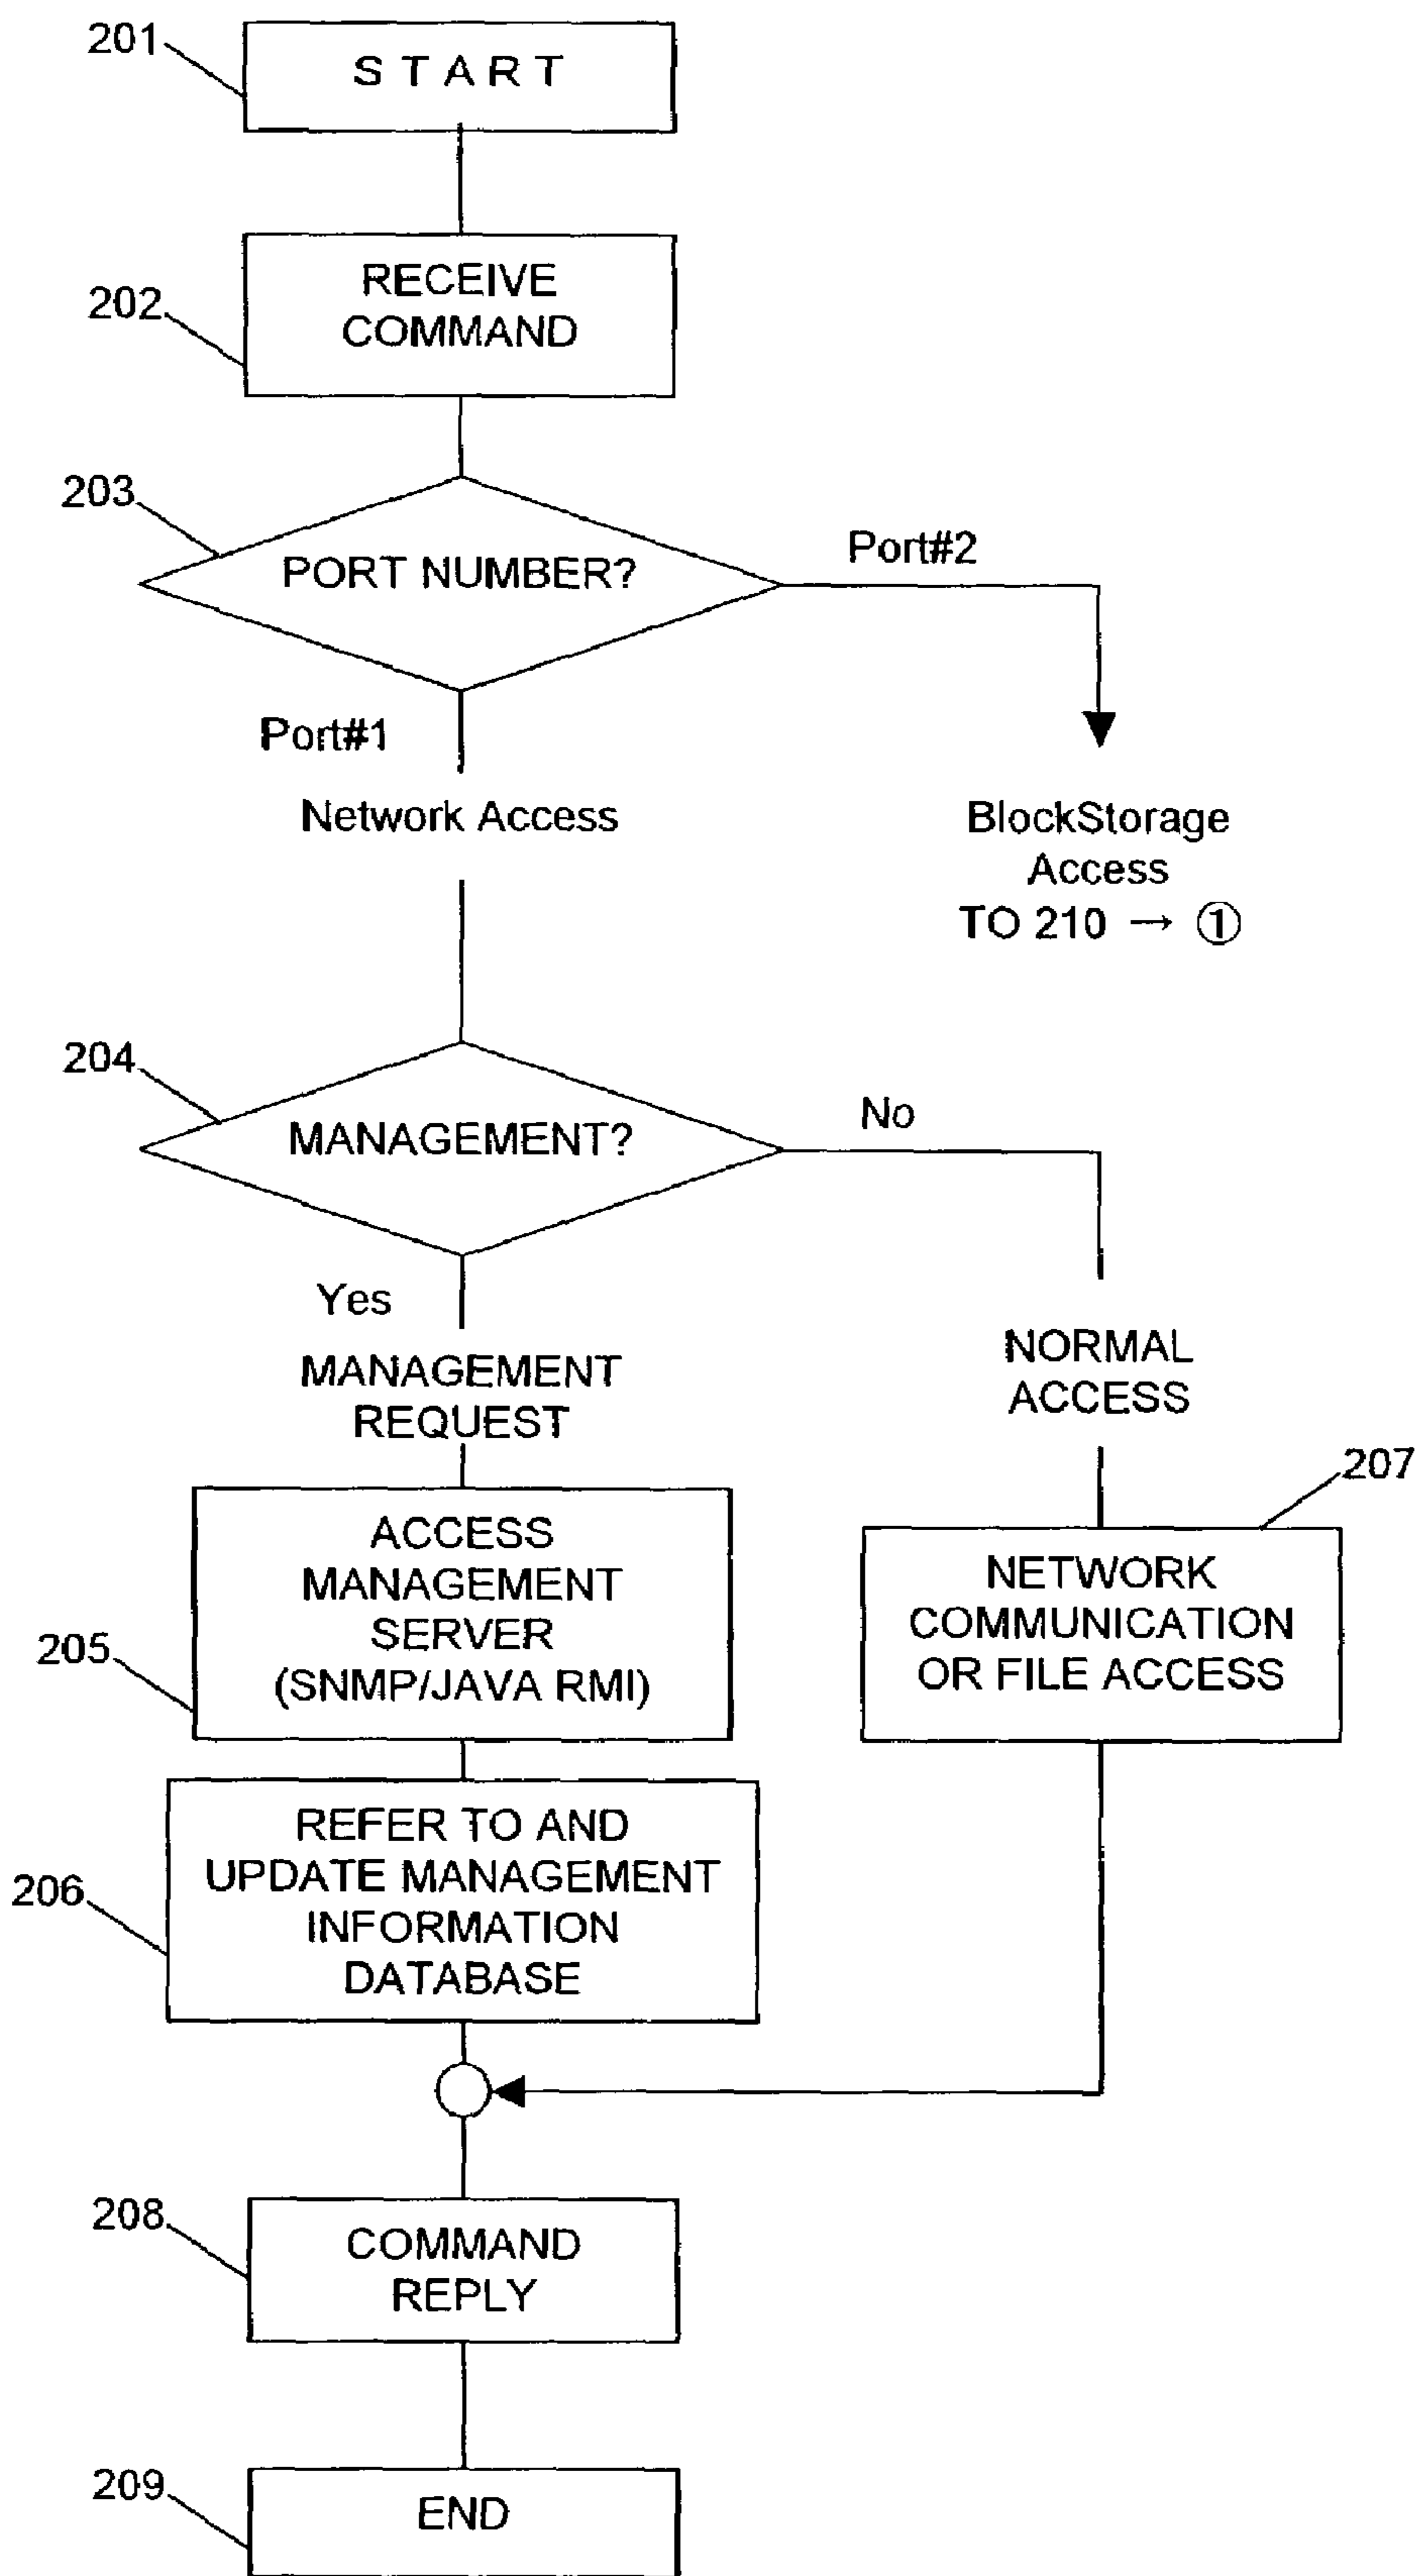 201
S T A R T
202
RECEIVE
COMMAND
203
PORT NUMBER?
Port#2
Port#1
Network Access
BlockStorage
Access
TO 210 → ①
204
MANAGEMENT?
No
Yes
MANAGEMENT
REQUEST
NORMAL
ACCESS
205
ACCESS
MANAGEMENT
SERVER
(SNMP/JAVA RMI)
207
NETWORK
COMMUNICATION
OR FILE ACCESS
206
REFER TO AND
UPDATE MANAGEMENT
INFORMATION
DATABASE
208
COMMAND
REPLY
209
END